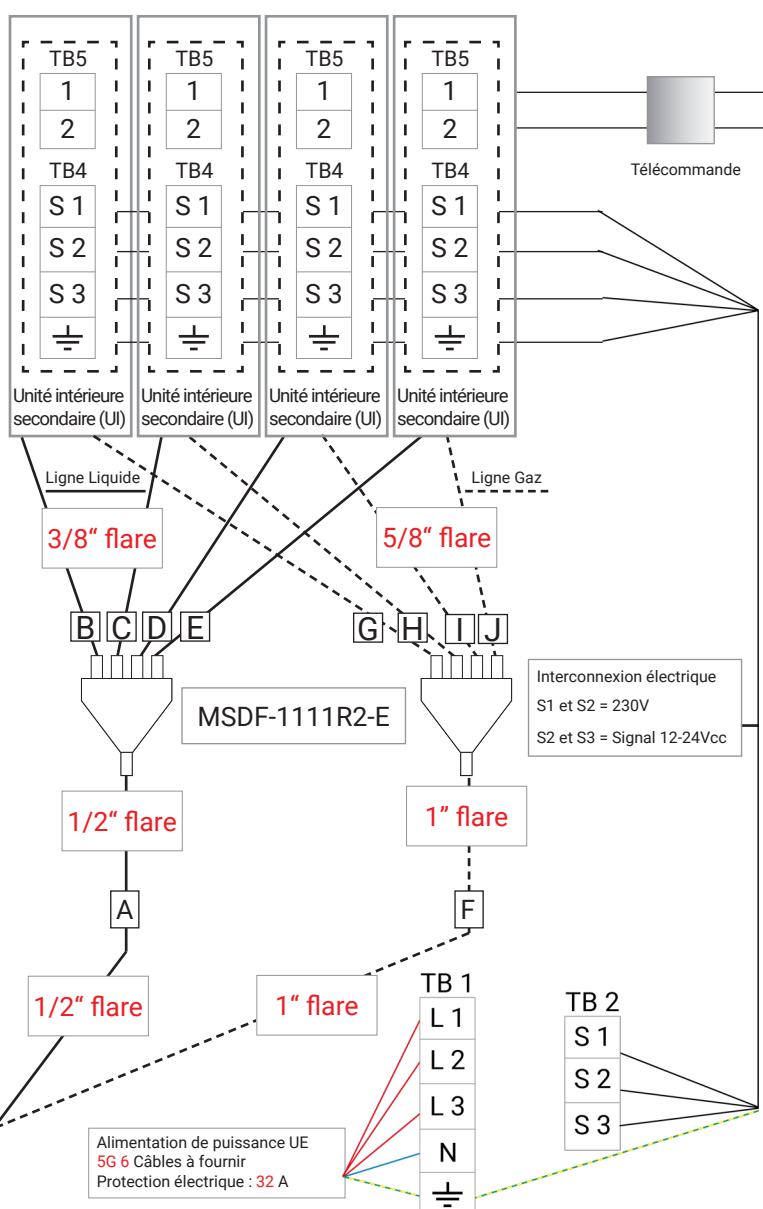 TB5
TB5
TB5
TB5
1
1
1
1
2
2
2
2
Télécommande
TB4
TB4
TB4
TB4
S 1
S 1
S 1
S 1
S 2
S 2
S 2
S 2
S 3
S 3
S 3
S 3
Unité intérieure
secondaire (UI)
Unité intérieure
secondaire (UI)
Unité intérieure
secondaire (UI)
Unité intérieure
secondaire (UI)
Ligne Liquide
Ligne Gaz
3/8“ flare
5/8“ flare
B C D E
G H I J
MSDF-1111R2-E
Interconnexion électrique
S1 et S2 = 230V
S2 et S3 = Signal 12-24Vcc
1/2“ flare
1” flare
A
F
1/2“ flare
1“ flare
TB 1
L 1
L 2
L 3
N
TB 2
S 1
S 2
S 3
Alimentation de puissance UE
5G 6 Câbles à fournir
Protection électrique : 32 A